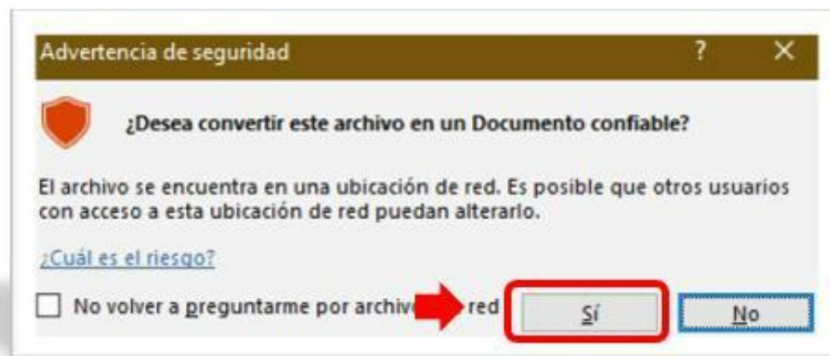 Advertencia de seguridad ? ×
¿Desea convertir este archivo en un Documento confiable?
El archivo se encuentra en una ubicación de red. Es posible que otros usuarios
con acceso a esta ubicación de red puedan alterarlo.
¿Cuál es el riesgo?
No volver a preguntarme por archivo red Sí No